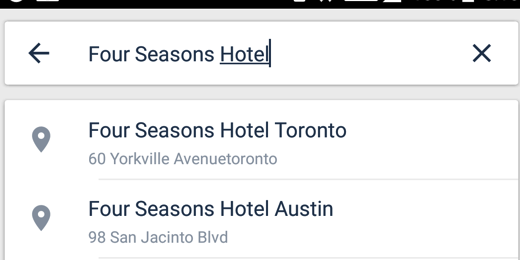 Four Seasons Hotel
Four Seasons Hotel Toronto
60 Yorkville Avenuetoronto
Four Seasons Hotel Austin
98 San Jacinto Blvd